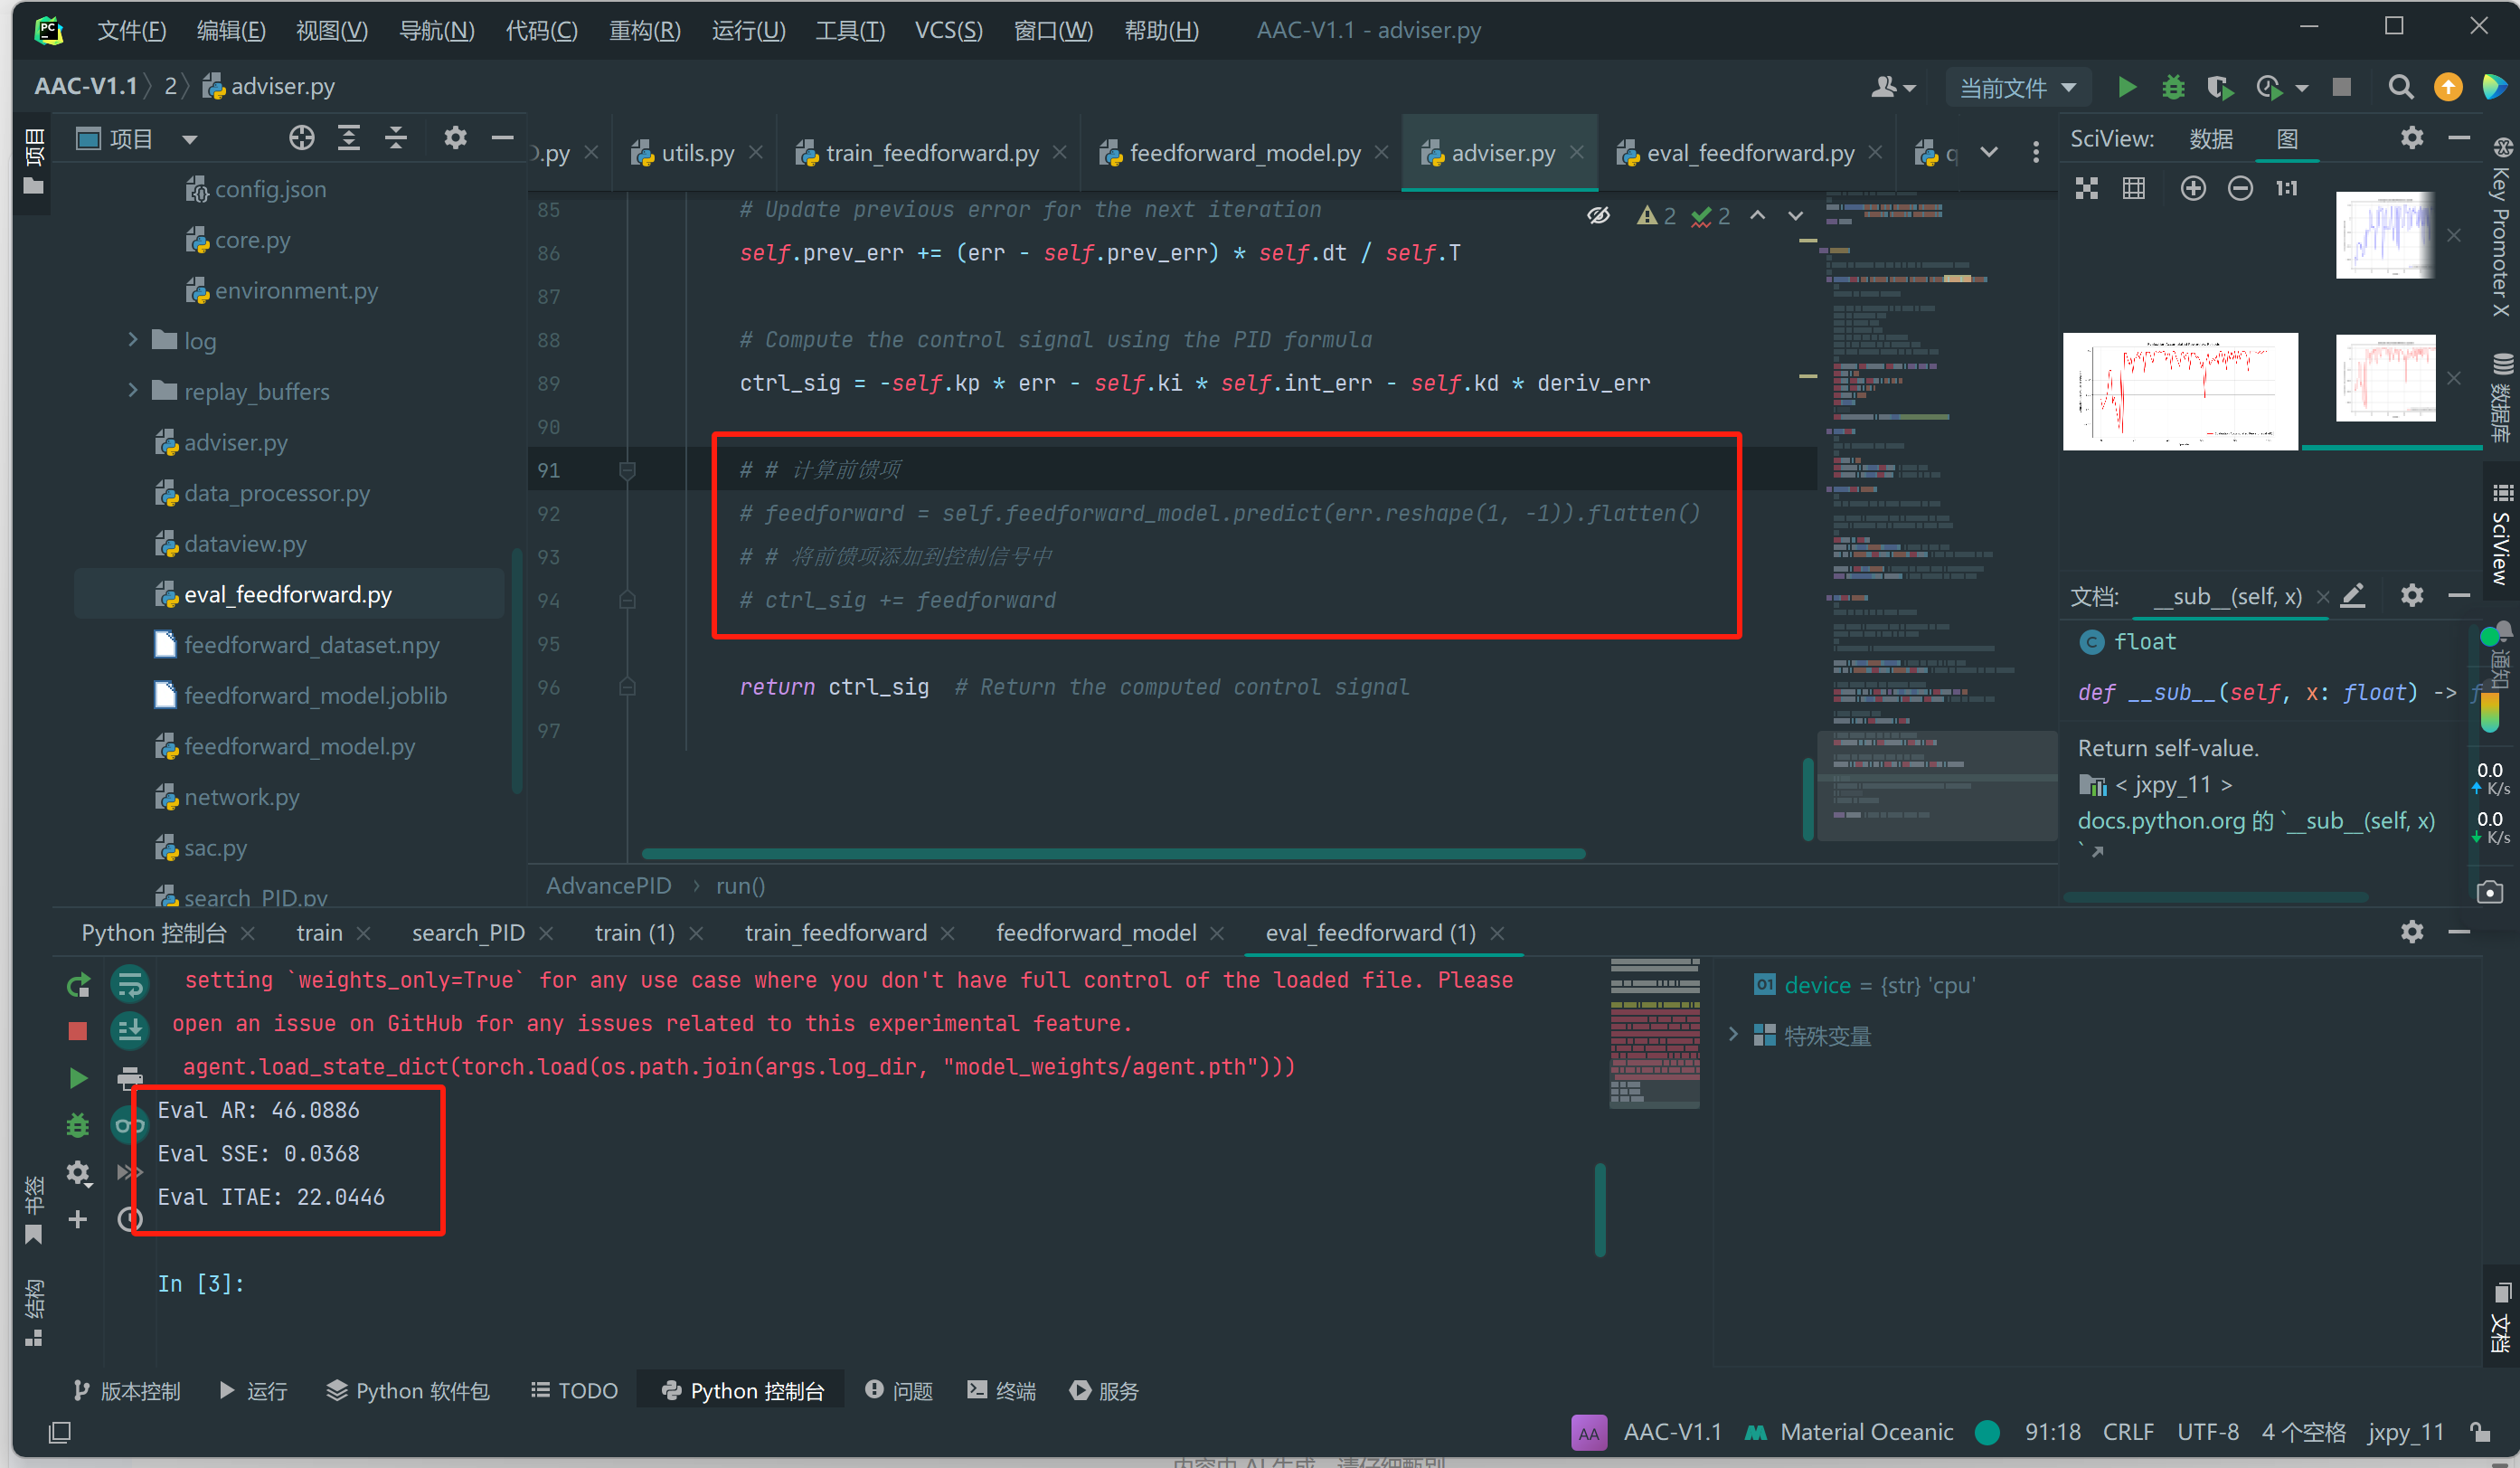 文件(F) 编辑(E) 视图(V) 导航(N) 代码(C) 重构(R) 运行(U) 工具(T) VCS(S) 窗口(W) 帮助(H) AAC-V1.1 - adviser.py
AAC-V1.1 2 adviser.py 当前文件
项目 .py utils.py train_feedforward.py feedforward_model.py adviser.py eval_feedforward.py SciView: 数据 图
项目
config.json
core.py
environment.py
log
replay_buffers
adviser.py
data_processor.py
dataview.py
eval_feedforward.py
feedforward_dataset.npy
feedforward_model.joblib
feedforward_model.py
network.py
sac.py
search_PID.py
2 2
1:1
85 # Update previous error for the next iteration
86 self.prev_err += (err - self.prev_err) * self.dt / self.T
87
88 # Compute the control signal using the PID formula
89 ctrl_sig = -self.kp * err - self.ki * self.int_err - self.kd * deriv_err
90
91 # # 计算前馈项
92 # feedforward = self.feedforward_model.predict(err.reshape(1, -1)).flatten()
93 # # 将前馈项添加到控制信号中
94 # ctrl_sig += feedforward
95
96 return ctrl_sig # Return the computed control signal
97
AdvancePID › run()
文档: __sub__(self, x)
C float
def __sub__(self, x: float) -> f
Return self-value.
< jxpy_11 >
docs.python.org 的 `__sub__(self, x)
`
Key Promoter X
数据库
SciView
通知
0.0
K/s
0.0
K/s
文档
Python 控制台 train search_PID train (1) train_feedforward feedforward_model eval_feedforward (1)
setting `weights_only=True` for any use case where you don't have full control of the loaded file. Please
open an issue on GitHub for any issues related to this experimental feature.
agent.load_state_dict(torch.load(os.path.join(args.log_dir, "model_weights/agent.pth")))
Eval AR: 46.0886
Eval SSE: 0.0368
Eval ITAE: 22.0446
In [3]:
01 device = {str} 'cpu'
特殊变量
书签
结构
版本控制 运行 Python 软件包 TODO Python 控制台 问题 终端 服务
AA AAC-V1.1 Material Oceanic 91:18 CRLF UTF-8 4 个空格 jxpy_11